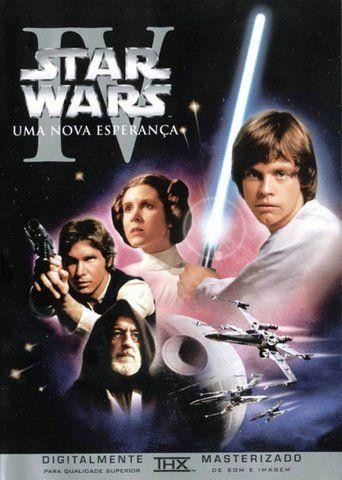 IV
STAR
WARS
UMA NOVA ESPERANÇA
DIGITALMENTE THX MASTERIZADO
PARA QUALIDADE SUPERIOR DE SOM E IMAGEM